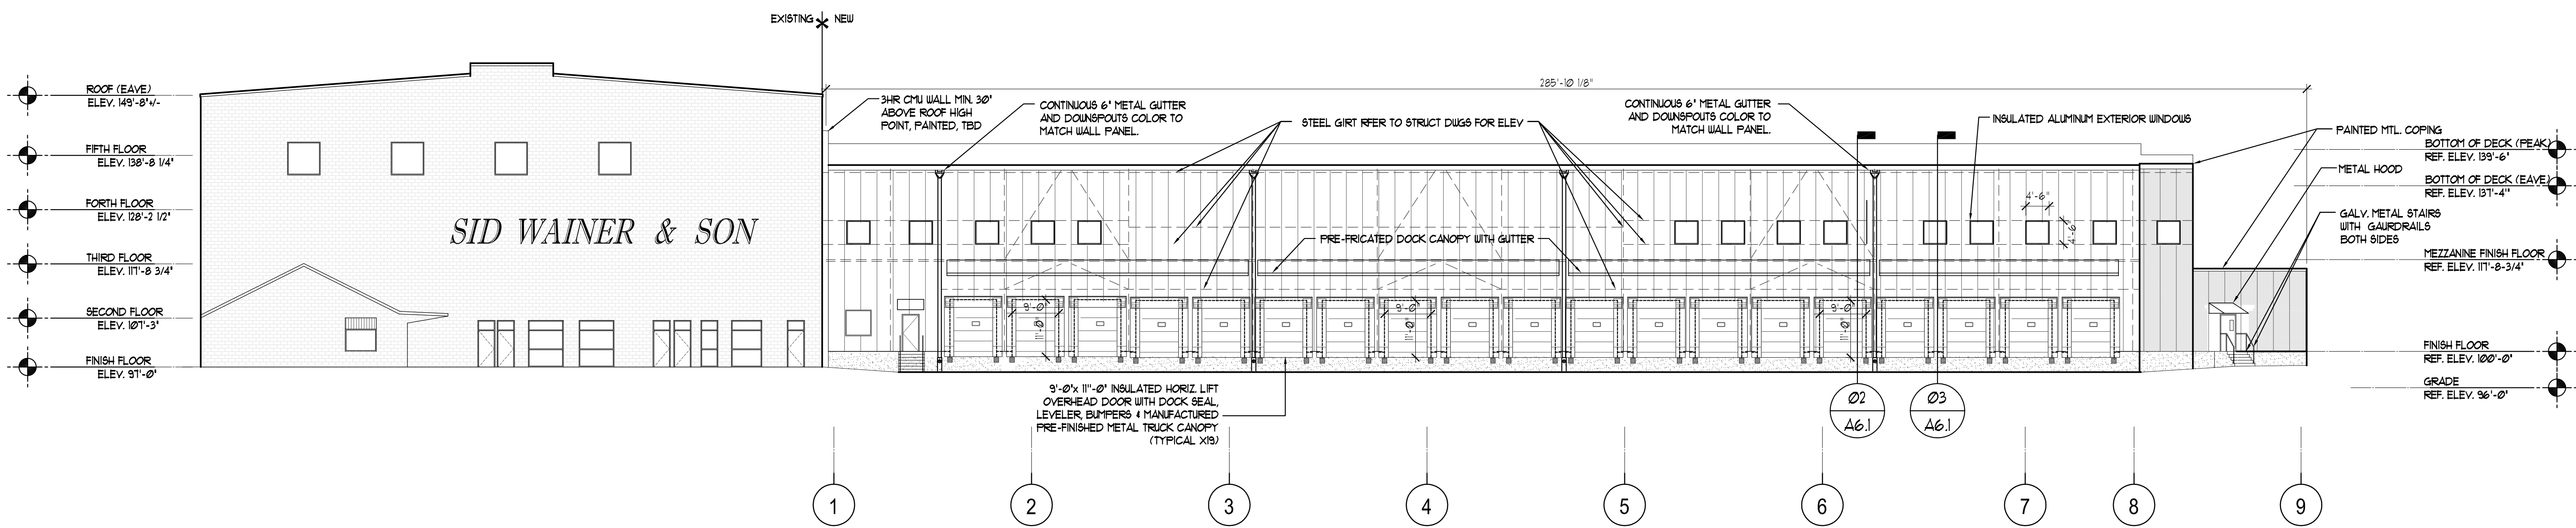 EXISTING NEW
285'-10 1/8"
ROOF (EAVE)
ELEV. 149'-8"+/-
FIFTH FLOOR
ELEV. 138'-8 1/4"
FORTH FLOOR
ELEV. 128'-2 1/2"
THIRD FLOOR
ELEV. 117'-8 3/4"
SECOND FLOOR
ELEV. 107'-3"
FINISH FLOOR
ELEV. 97'-0"
SID WAINER & SON
3HR CMU WALL MIN. 30"
ABOVE ROOF HIGH
POINT, PAINTED, TBD
CONTINUOUS 6" METAL GUTTER
AND DOWNSPOUTS COLOR TO
MATCH WALL PANEL.
STEEL GIRT RFER TO STRUCT DWGS FOR ELEV
CONTINUOUS 6" METAL GUTTER
AND DOWNSPOUTS COLOR TO
MATCH WALL PANEL.
INSULATED ALUMINUM EXTERIOR WINDOWS
4'-6"
4'-6"
PRE-FRICATED DOCK CANOPY WITH GUTTER
9'-0"
11'-0"
9'-0"
11'-0"
9'-0"
11'-0"
9'-0"x 11"-0" INSULATED HORIZ. LIFT
OVERHEAD DOOR WITH DOCK SEAL,
LEVELER, BUMPERS & MANUFACTURED
PRE-FINISHED METAL TRUCK CANOPY
(TYPICAL X19)
02
A6.1
03
A6.1
PAINTED MTL. COPING
BOTTOM OF DECK (PEAK)
REF. ELEV. 139'-6"
METAL HOOD
BOTTOM OF DECK (EAVE)
REF. ELEV. 137'-4"
GALV. METAL STAIRS
WITH GAURDRAILS
BOTH SIDES
MEZZANINE FINISH FLOOR
REF. ELEV. 117'-8-3/4"
FINISH FLOOR
REF. ELEV. 100'-0"
GRADE
REF. ELEV. 96'-0"
1 2 3 4 5 6 7 8 9